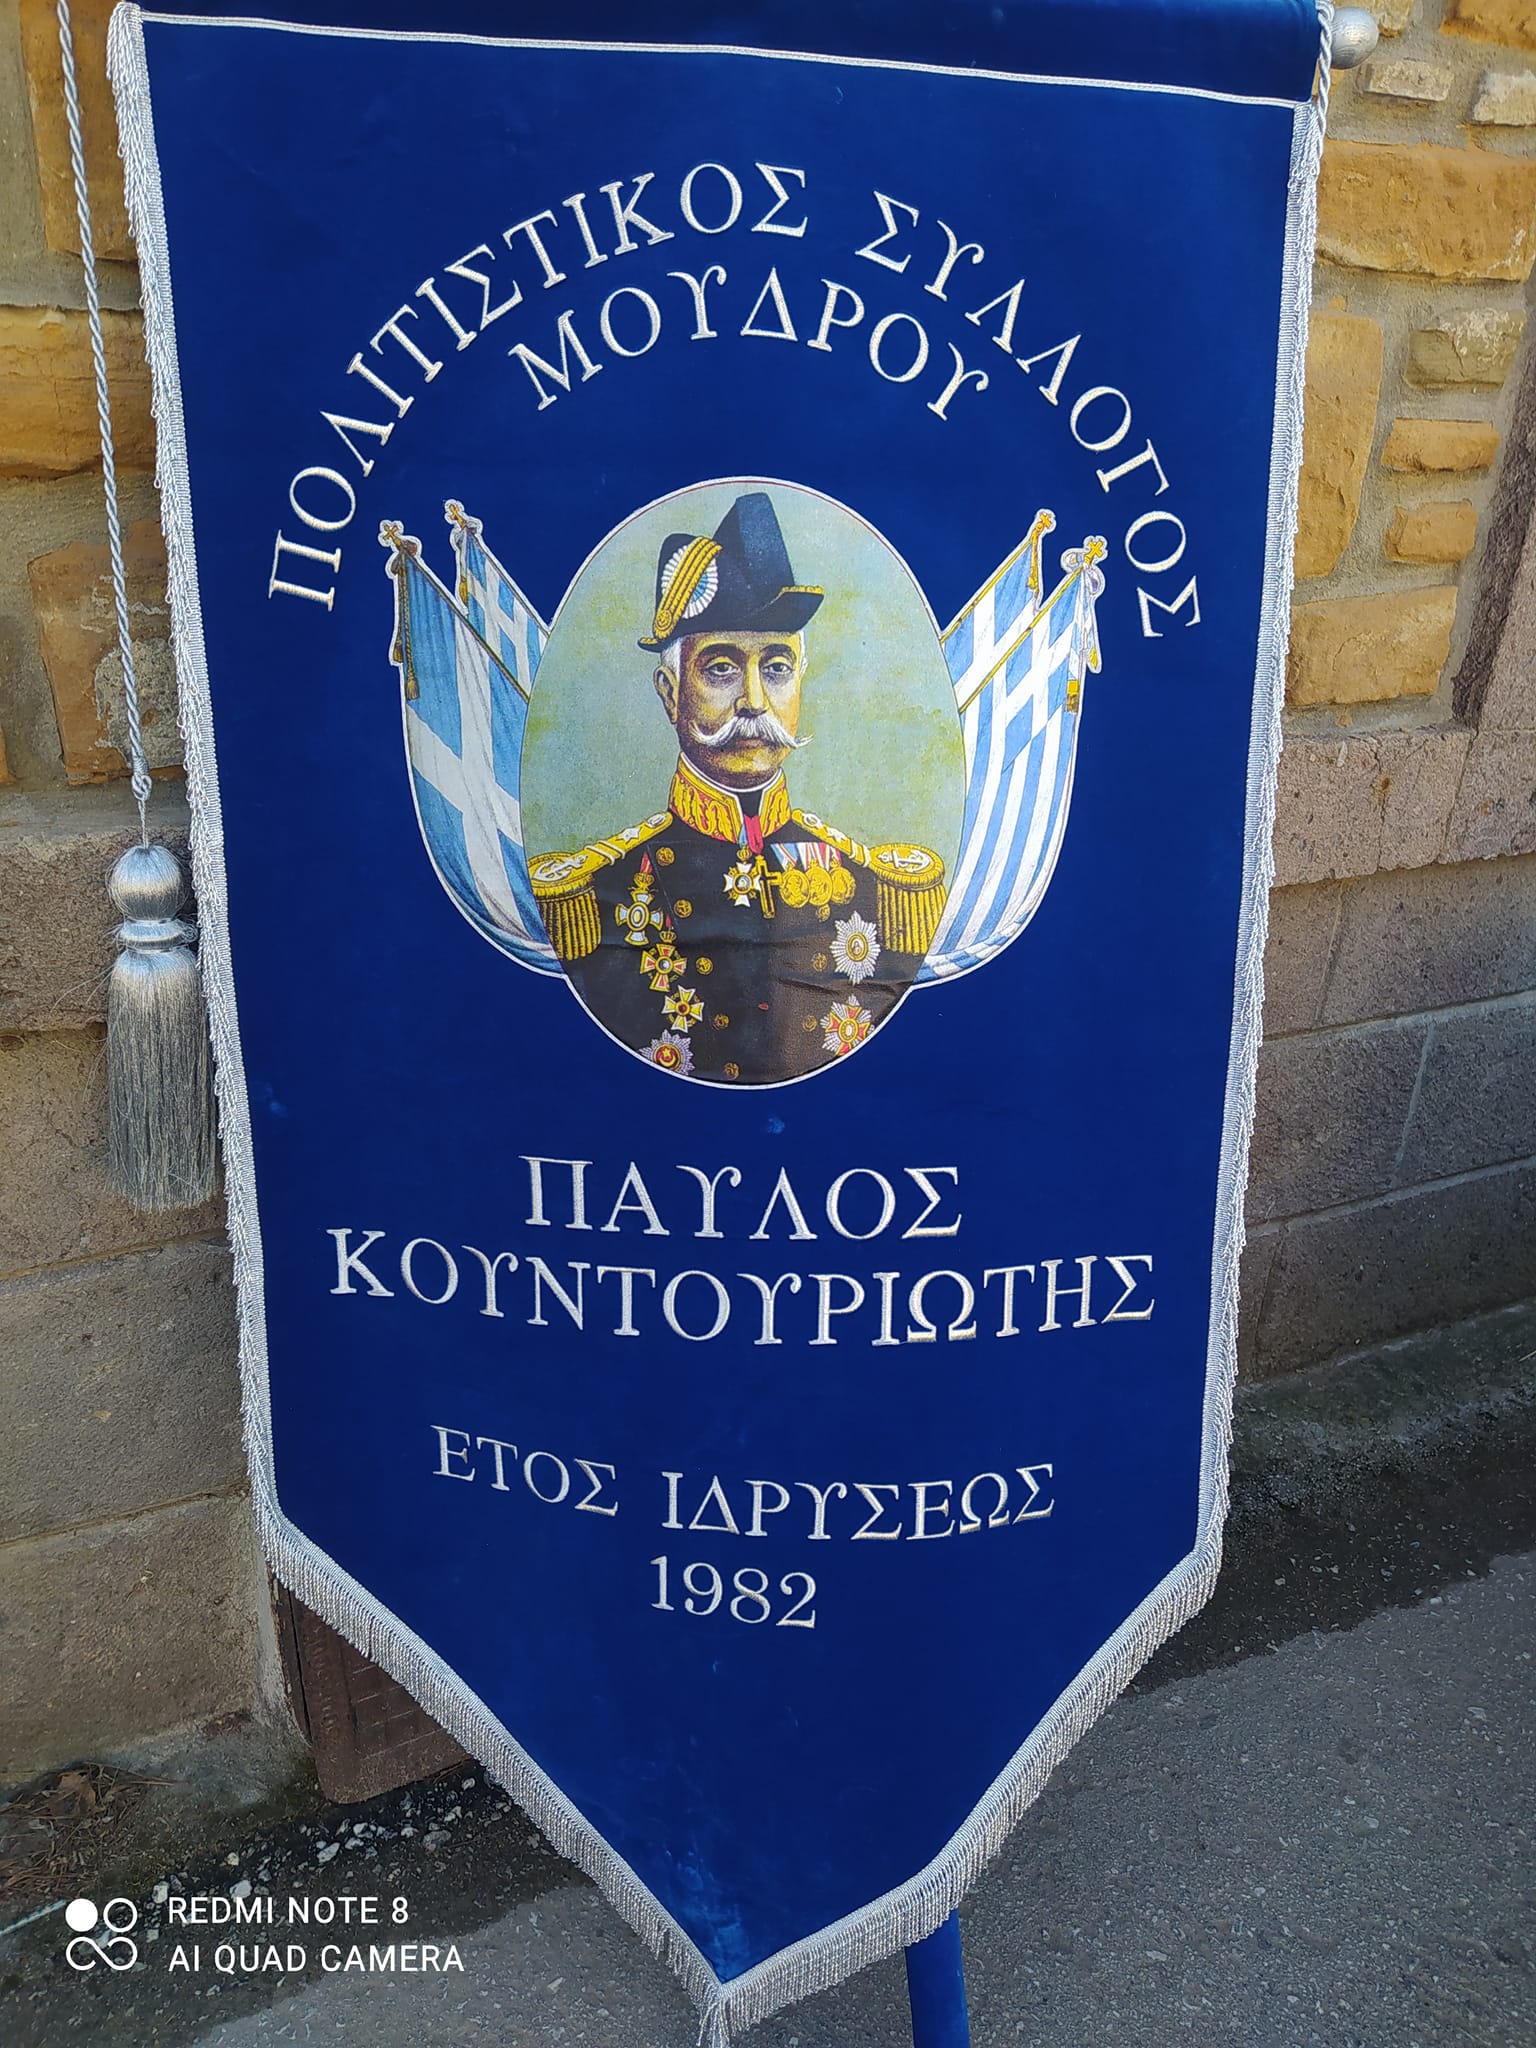 ΠΟΛΙΤΙΣΤΙΚΟΣ ΣΥΛΛΟΓΟΣ
ΜΟΥΔΡΟΥ
ΠΑΥΛΟΣ
ΚΟΥΝΤΟΥΡΙΩΤΗΣ
ΕΤΟΣ ΙΔΡΥΣΕΩΣ
1982
REDMI NOTE 8
AI QUAD CAMERA